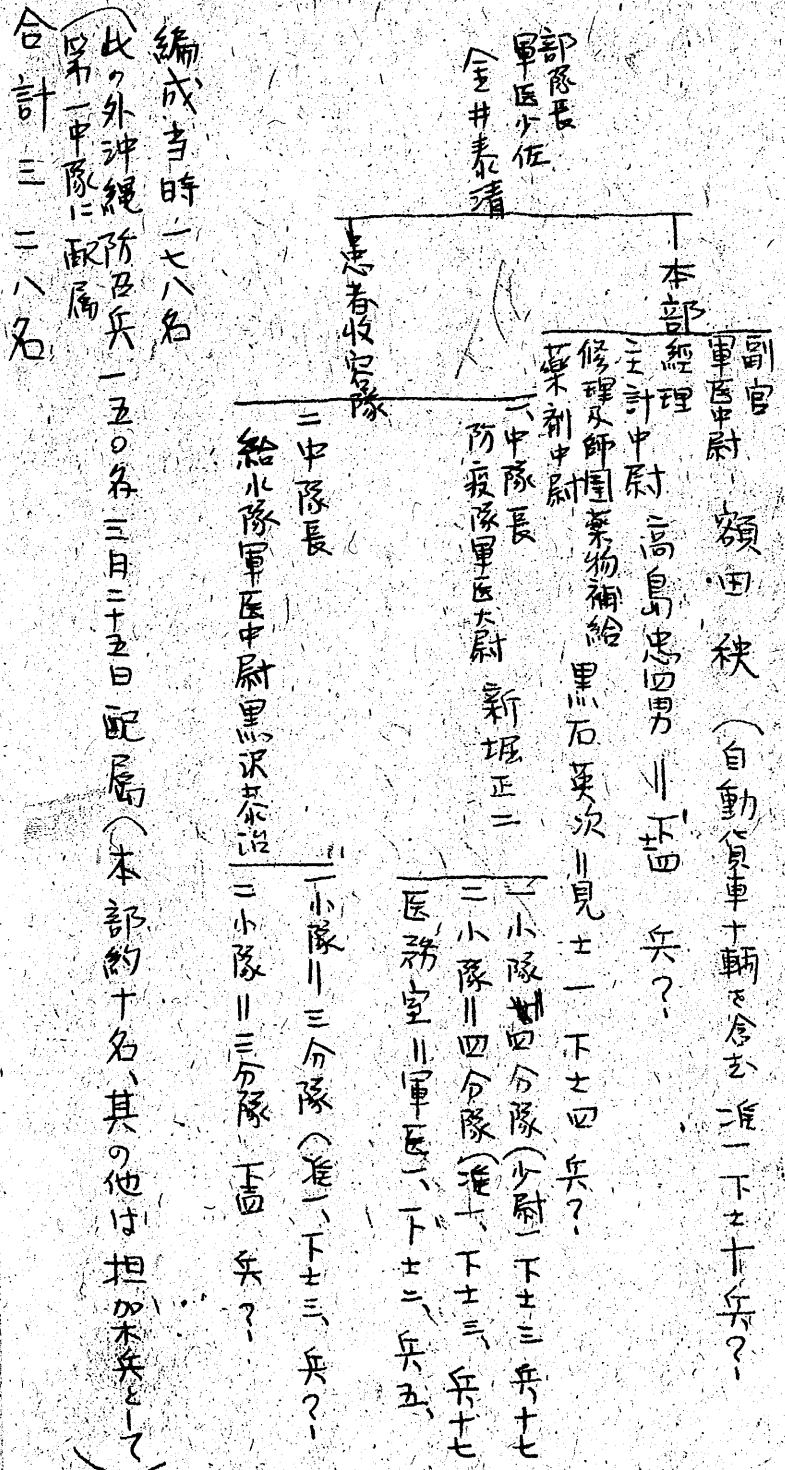 部隊長
軍医少佐
金井泰清
本部
副官
軍医中尉 額田 秧 (自動貨車十輌を含む 准一 下士十 兵?
経理
主計中尉 高島忠四男 = 下士四 兵?
修理及師団薬物補給
薬剤中尉 黒石英次=見士一 下士四 兵?
患者收容隊
一、中隊長
防疫隊軍医大尉 新堀正二
一小隊=四分隊(少尉一 下士三 兵十七
二小隊=四分隊(准一、下士三、兵十七
医務室=軍医一、下士二、兵五、
二中隊長
給水隊軍医中尉黒沢恭治
一小隊=三分隊(准一、下士三、兵?
二小隊=三分隊 下士四 兵?
編成当時一七八名
(此の外沖縄防召兵一五〇名三月二十五日配属(本部約十名、其の他は担架兵として
第一中隊に配属)
合計三二八名